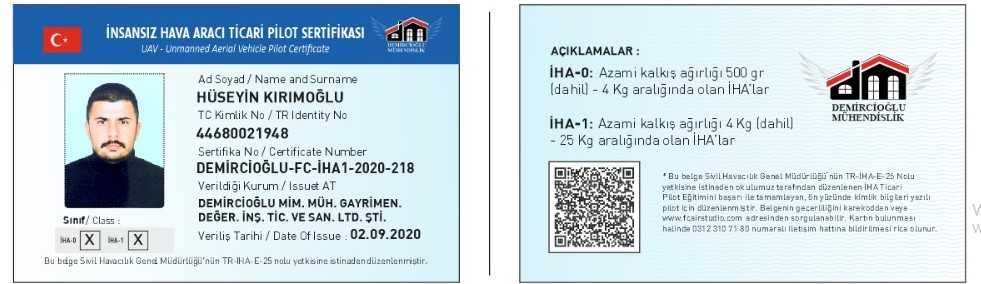 İNSANSIZ HAVA ARACI TİCARİ PİLOT SERTİFİKASI
UAV - Unmanned Aerial Vehicle Pilot Certificate
DEMİRCİOĞLU
MÜHENDİSLİK
Ad Soyad / Name and Surname
HÜSEYİN KIRIMOĞLU
TC Kimlik No / TR Identity No
44680021948
Sertifika No / Certificate Number
DEMİRCİOĞLU-FC-İHA1-2020-218
Verildiği Kurum / Issuet AT
DEMİRCİOĞLU MİM. MÜH. GAYRİMEN.
DEĞER. İNŞ. TİC. VE SAN. LTD. ŞTİ.
Veriliş Tarihi / Date Of Issue : 02.09.2020
Sınıf/ Class :
İHA-0 X İHA-1 X
Bu belge Sivil Havacılık Genel Müdürlüğü'nün TR-IHA-E-25 nolu yetkisine istinaden düzenlenmiştir.
AÇIKLAMALAR :
İHA-0: Azami kalkış ağırlığı 500 gr
(dahil) - 4 Kg aralığında olan İHA'lar
İHA-1: Azami kalkış ağırlığı 4 Kg (dahil)
- 25 Kg aralığında olan İHA'lar
dm
DEMİRCİOĞLU
MÜHENDİSLİK
* Bu belge Sivil Havacılık Genel Müdürlüğü'nün TR-IHA-E-25 Nolu
yetkisine istinaden okulumuz tarafından düzenlenen İHA Ticari
Pilot Eğitimini başarı ile tamamlayan, ön yüzünde kimlik bilgileri yazılı
pilot için düzenlenmiştir. Belgenin geçerliliğini karekoddan veya
www.fcairstudio.com adresinden sorgulanabilir. Kartın bulunması
halinde 0312 310 71 80 numaralı iletişim hattına bildirilmesi rica olunur.